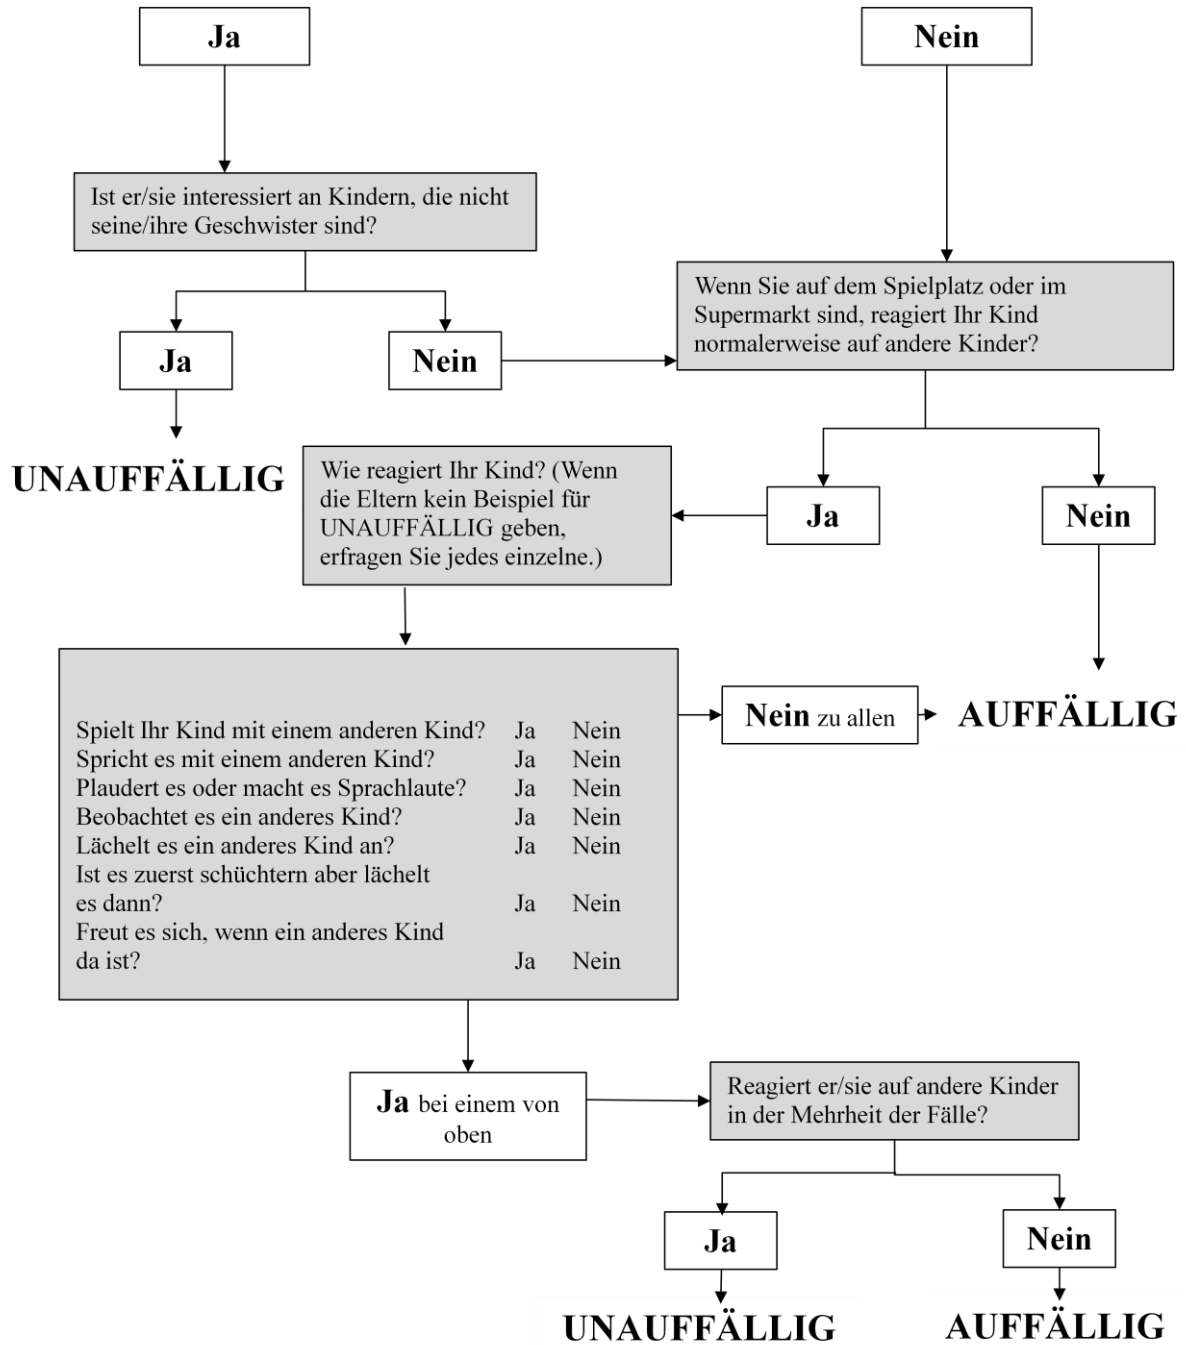 Ja
Nein
Ist er/sie interessiert an Kindern, die nicht
seine/ihre Geschwister sind?
Wenn Sie auf dem Spielplatz oder im
Supermarkt sind, reagiert Ihr Kind
normalerweise auf andere Kinder?
Ja
Nein
UNAUFFÄLLIG
Wie reagiert Ihr Kind? (Wenn
die Eltern kein Beispiel für
UNAUFFÄLLIG geben,
erfragen Sie jedes einzelne.)
Ja
Nein
Spielt Ihr Kind mit einem anderen Kind? Ja Nein
Spricht es mit einem anderen Kind? Ja Nein
Plaudert es oder macht es Sprachlaute? Ja Nein
Beobachtet es ein anderes Kind? Ja Nein
Lächelt es ein anderes Kind an? Ja Nein
Ist es zuerst schüchtern aber lächelt
es dann? Ja Nein
Freut es sich, wenn ein anderes Kind
da ist? Ja Nein
Nein zu allen
AUFFÄLLIG
Ja bei einem von
oben
Reagiert er/sie auf andere Kinder
in der Mehrheit der Fälle?
Ja
Nein
UNAUFFÄLLIG
AUFFÄLLIG